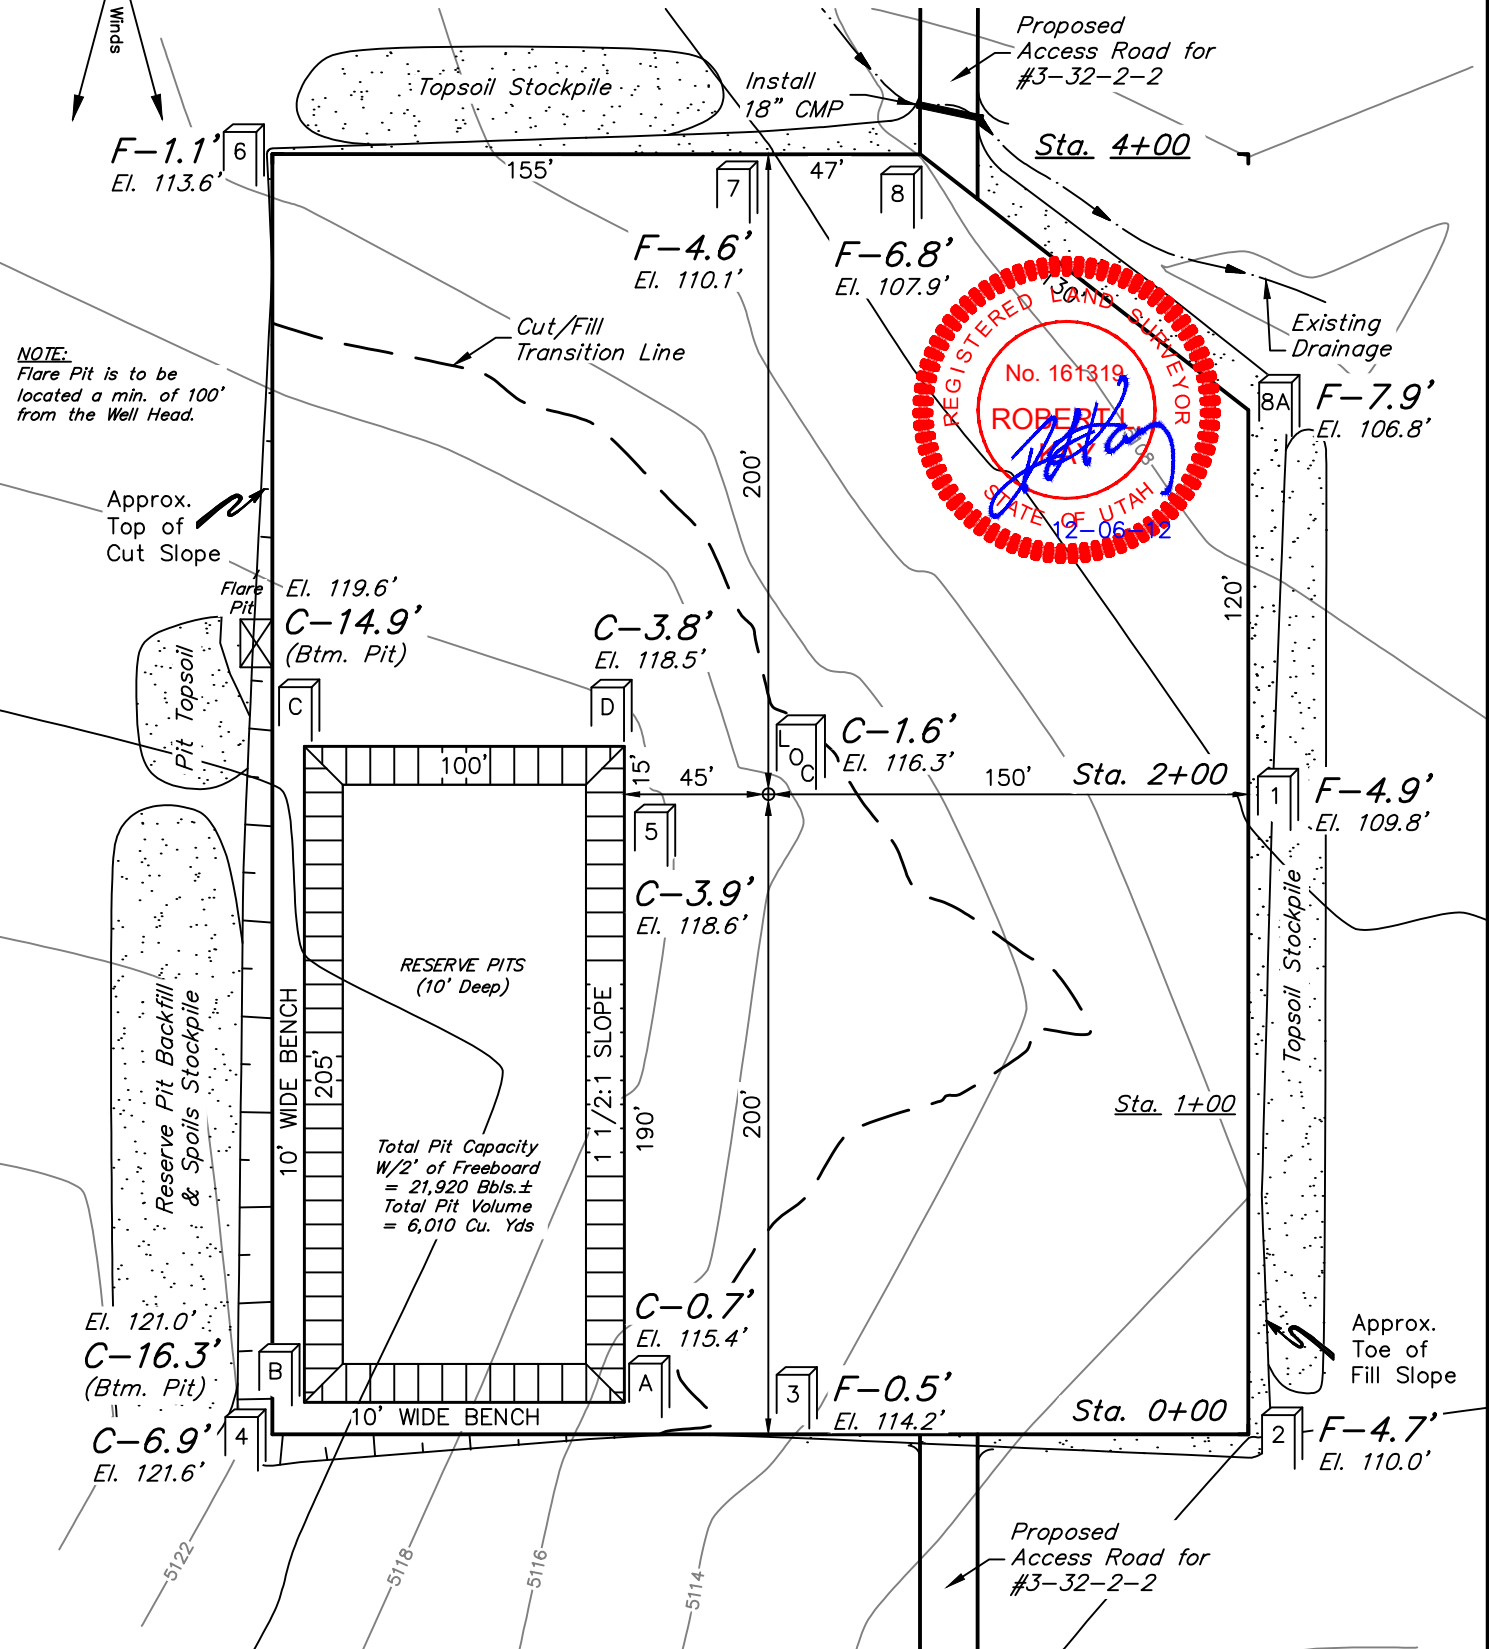 Winds
Topsoil Stockpile
Install
18" CMP
Proposed
Access Road for
#3-32-2-2
Sta. 4+00
F-1.1'
El. 113.6'
6
155'
47'
7
8
F-4.6'
El. 110.1'
F-6.8'
El. 107.9'
130'
REGISTERED LAND SURVEYOR
No. 161319
ROBERT L.
KAY
STATE OF UTAH
12-06-12
5108
Existing
Drainage
8A
F-7.9'
El. 106.8'
Cut/Fill
Transition Line
NOTE:
Flare Pit is to be
located a min. of 100'
from the Well Head.
Approx.
Top of
Cut Slope
200'
120'
Flare
Pit
El. 119.6'
C-14.9'
(Btm. Pit)
C-3.8'
El. 118.5'
Pit Topsoil
C
D
LOC
C-1.6'
El. 116.3'
100'
15'
45'
150'
Sta. 2+00
1
F-4.9'
El. 109.8'
5
C-3.9'
El. 118.6'
Topsoil Stockpile
RESERVE PITS
(10' Deep)
Reserve Pit Backfill
& Spoils Stockpile
10' WIDE BENCH
205'
1 1/2:1 SLOPE
190'
200'
Sta. 1+00
Total Pit Capacity
W/2' of Freeboard
= 21,920 Bbls.±
Total Pit Volume
= 6,010 Cu. Yds
C-0.7'
El. 115.4'
El. 121.0'
C-16.3'
(Btm. Pit)
B
A
3
F-0.5'
El. 114.2'
Sta. 0+00
Approx.
Toe of
Fill Slope
10' WIDE BENCH
C-6.9'
El. 121.6'
4
2
F-4.7'
El. 110.0'
5122
5118
5116
5114
Proposed
Access Road for
#3-32-2-2